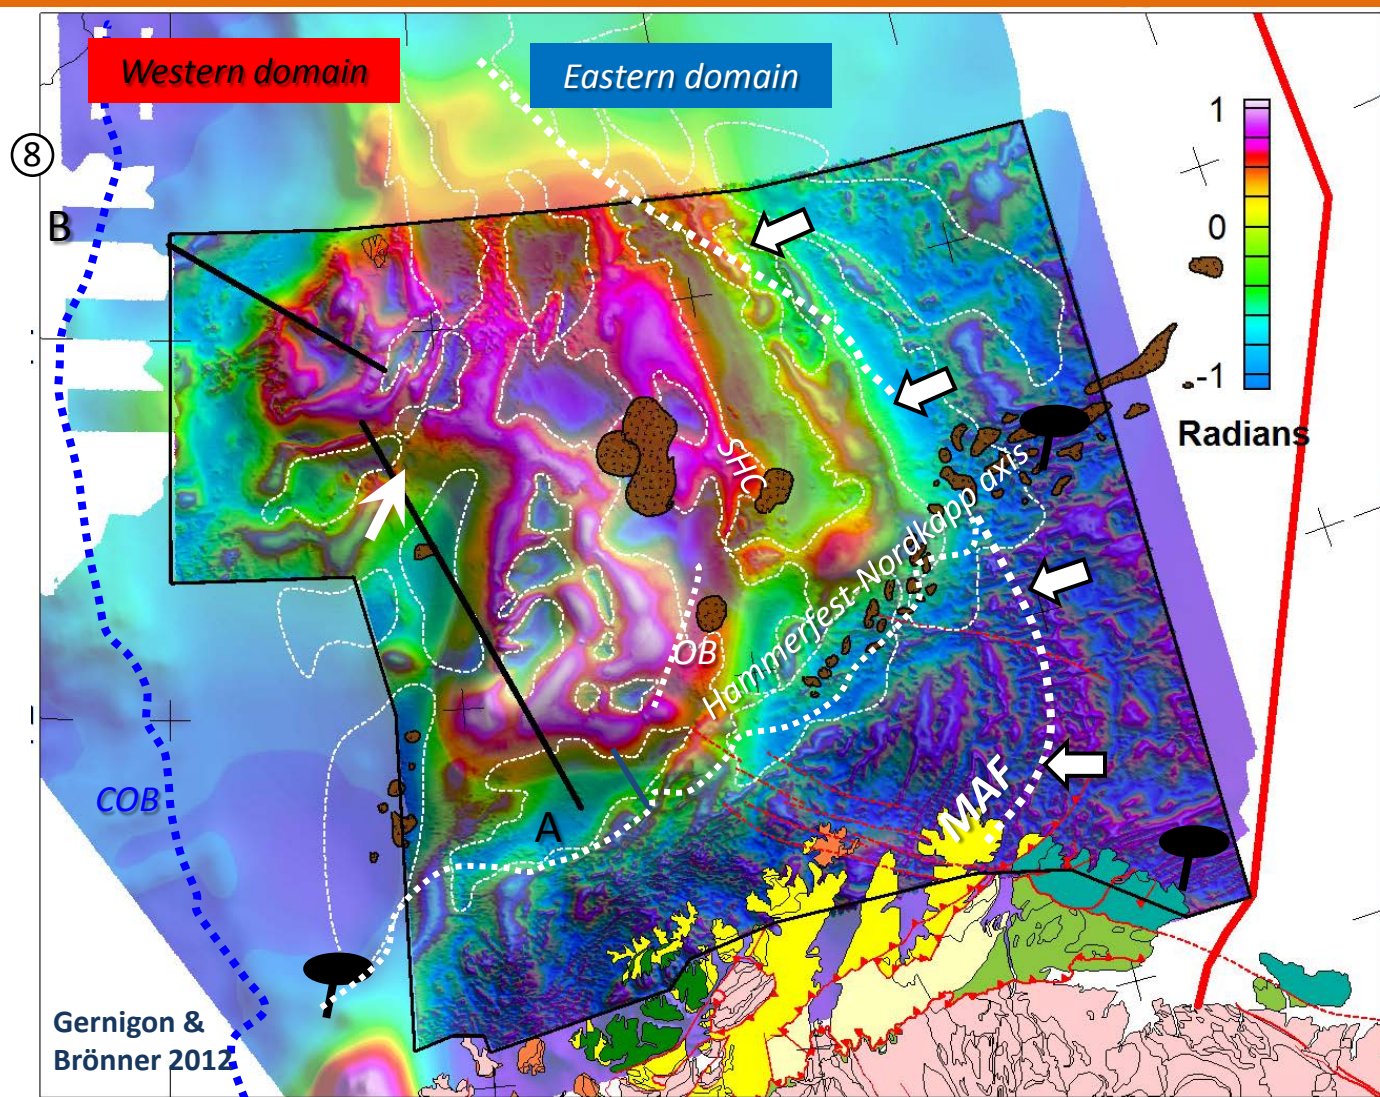 Western domain
Eastern domain
8
1
0
-1
Radians
B
SHC
Hammerfest-Nordkapp axis
OB
COB
MAF
A
Gernigon &
Brönner 2012